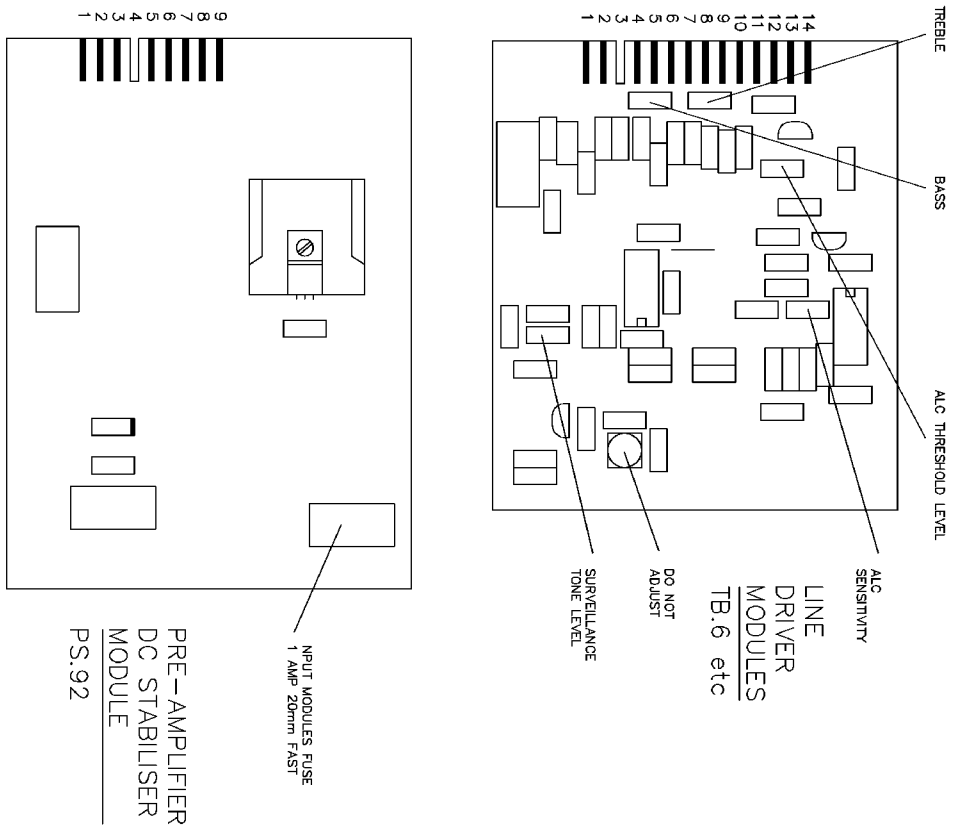 1
2
3
4
5
6
7
8
9
1
2
3
4
5
6
7
8
9
10
11
12
13
14
TREBLE
BASS
ALC THRESHOLD LEVEL
ALC
SENSITIVITY
DO NOT
ADJUST
SURVEILLANCE
TONE LEVEL
LINE
DRIVER
MODULES
TB.6 etc
NPUT MODULES FUSE
1 AMP 20mm FAST
PRE-AMPLIFIER
DC STABILISER
MODULE
PS.92